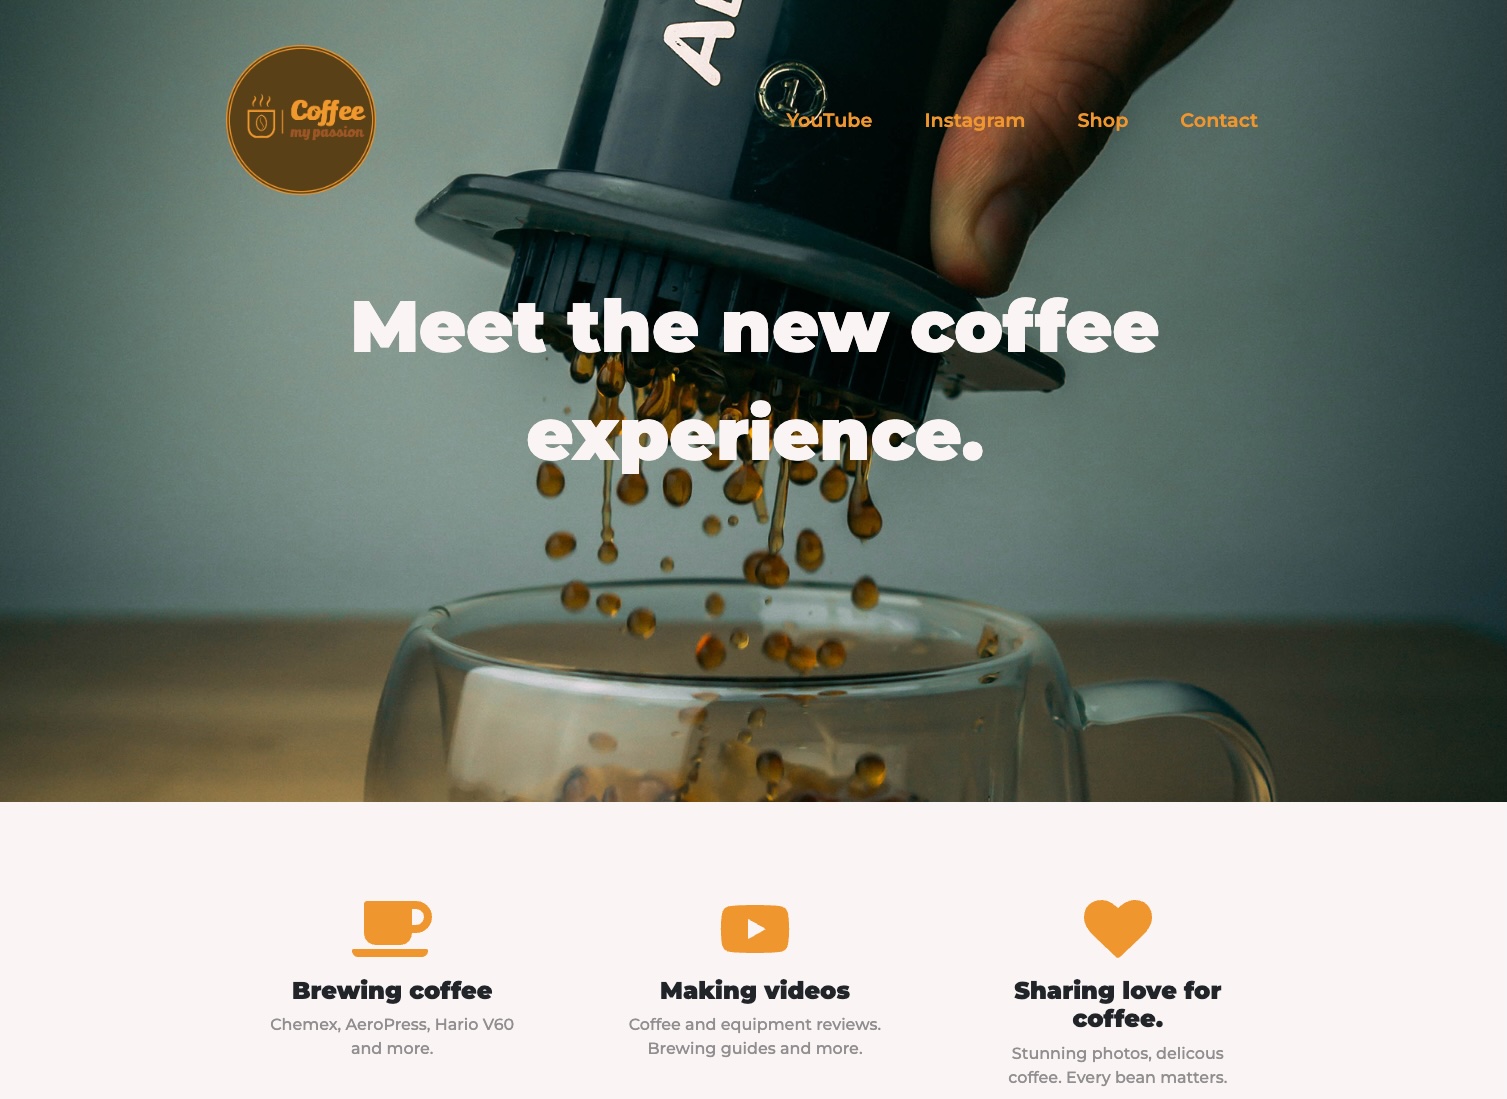 Coffee
my passion
1
YouTube Instagram Shop Contact
Meet the new coffee
experience.
Brewing coffee
Chemex, AeroPress, Hario V60
and more.
Making videos
Coffee and equipment reviews.
Brewing guides and more.
Sharing love for
coffee.
Stunning photos, delicous
coffee. Every bean matters.